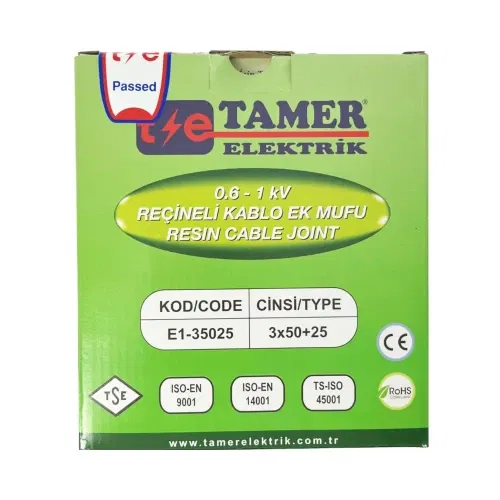 t e
Passed
t e TAMER®
ELEKTRİK
0.6 - 1 kV
REÇİNELİ KABLO EK MUFU
RESIN CABLE JOINT
KOD/CODE CİNSİ/TYPE
E1-35025 3x50+25
CE
TSE
ISO-EN
9001
ISO-EN
14001
TS-ISO
45001
RoHS
www.tamerelektrik.com.tr